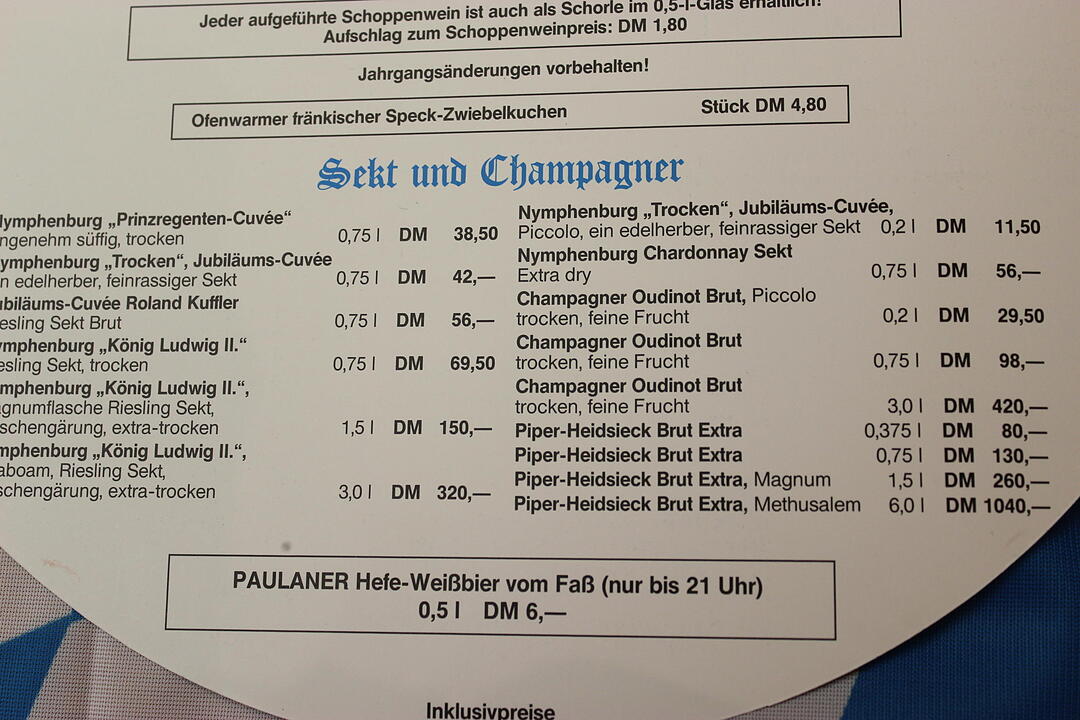 Jeder aufgeführte Schoppenwein ist auch als Schorle im 0,5-l-Glas erhältlich!
Aufschlag zum Schoppenweinpreis: DM 1,80
Jahrgangsänderungen vorbehalten!
Ofenwarmer fränkischer Speck-Zwiebelkuchen Stück DM 4,80
Sekt und Champagner
Nymphenburg „Prinzregenten-Cuvée“
ngenehm süffig, trocken 0,75 l DM 38,50
ymphenburg „Trocken“, Jubiläums-Cuvée
n edelherber, feinrassiger Sekt 0,75 l DM 42,—
ubiläums-Cuvée Roland Kuffler
esling Sekt Brut 0,75 l DM 56,—
ymphenburg „König Ludwig II.“
esling Sekt, trocken 0,75 l DM 69,50
mphenburg „König Ludwig II.“,
gnumflasche Riesling Sekt,
schengärung, extra-trocken 1,5 l DM 150,—
mphenburg „König Ludwig II.“,
aboam, Riesling Sekt,
schengärung, extra-trocken 3,0 l DM 320,—
Nymphenburg „Trocken“, Jubiläums-Cuvée,
Piccolo, ein edelherber, feinrassiger Sekt 0,2 l DM 11,50
Nymphenburg Chardonnay Sekt
Extra dry 0,75 l DM 56,—
Champagner Oudinot Brut, Piccolo
trocken, feine Frucht 0,2 l DM 29,50
Champagner Oudinot Brut
trocken, feine Frucht 0,75 l DM 98,—
Champagner Oudinot Brut
trocken, feine Frucht 3,0 l DM 420,—
Piper-Heidsieck Brut Extra 0,375 l DM 80,—
Piper-Heidsieck Brut Extra 0,75 l DM 130,—
Piper-Heidsieck Brut Extra, Magnum 1,5 l DM 260,—
Piper-Heidsieck Brut Extra, Methusalem 6,0 l DM 1040,—
PAULANER Hefe-Weißbier vom Faß (nur bis 21 Uhr)
0,5 l DM 6,—
Inklusivpreise